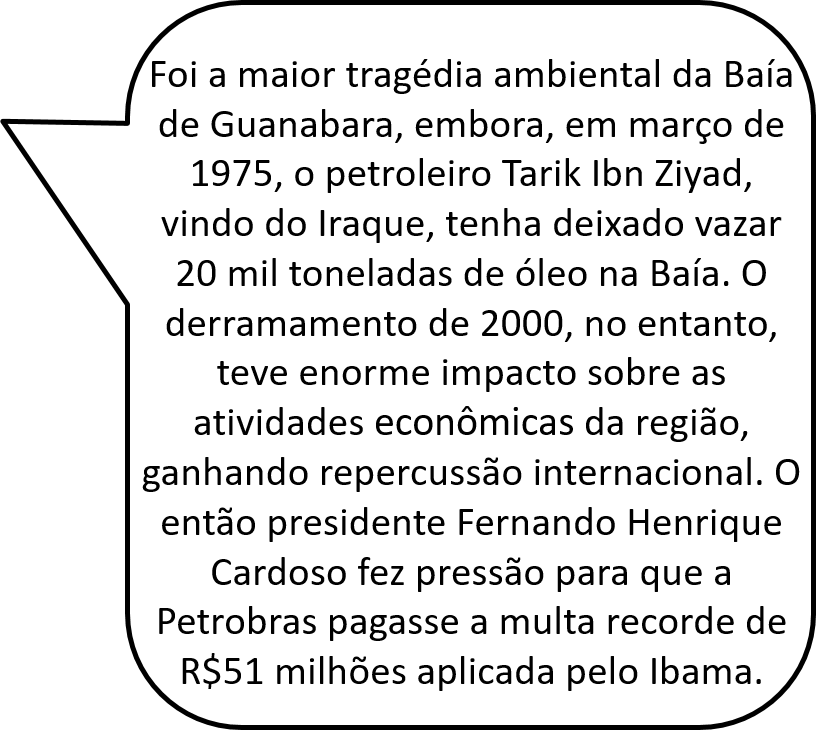 Foi a maior tragédia ambiental da Baía
de Guanabara, embora, em março de
1975, o petroleiro Tarik Ibn Ziyad,
vindo do Iraque, tenha deixado vazar
20 mil toneladas de óleo na Baía. O
derramamento de 2000, no entanto,
teve enorme impacto sobre as
atividades econômicas da região,
ganhando repercussão internacional. O
então presidente Fernando Henrique
Cardoso fez pressão para que a
Petrobras pagasse a multa recorde de
R$51 milhões aplicada pelo Ibama.